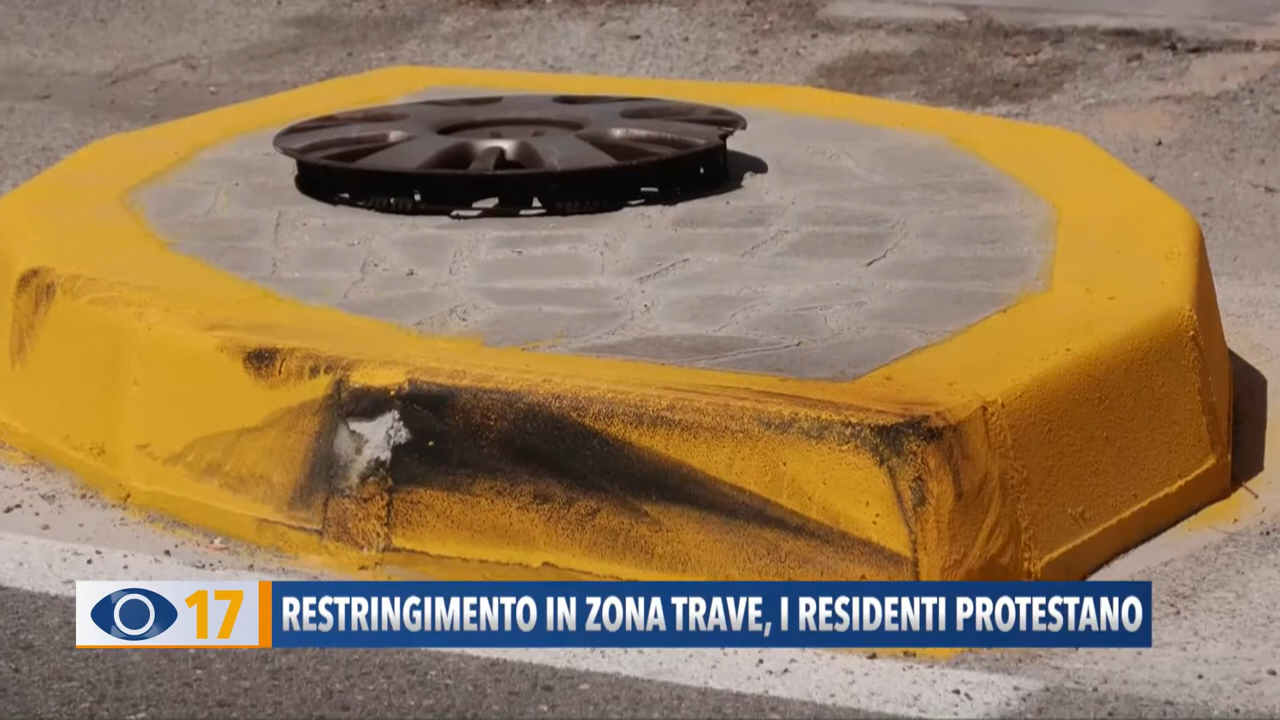 17 RESTRINGIMENTO IN ZONA TRAVE, I RESIDENTI PROTESTANO